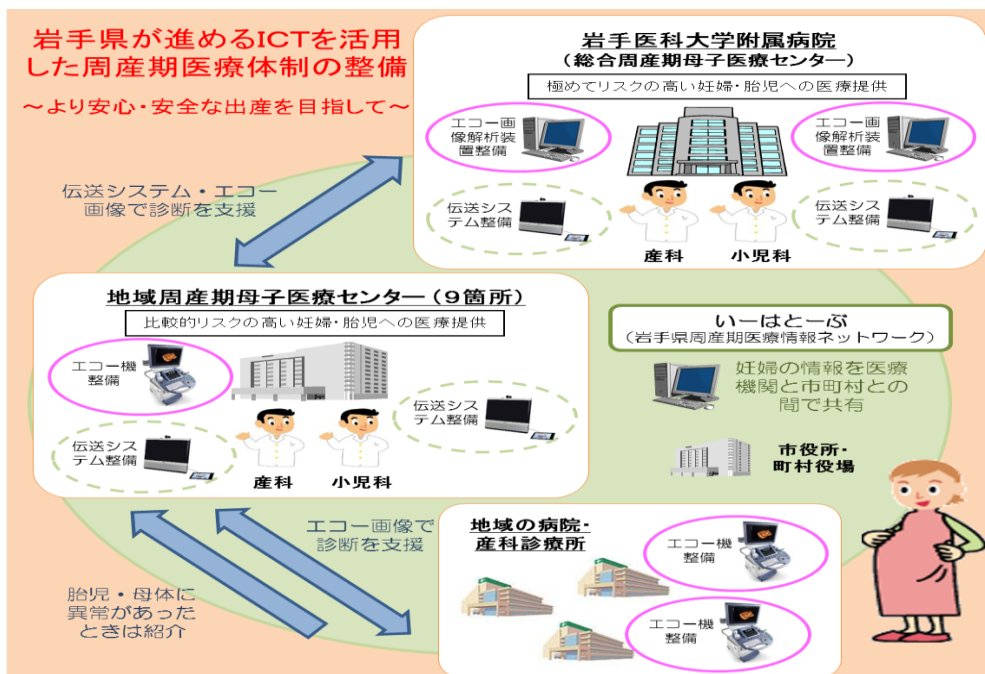 岩手県が進めるICTを活用
した周産期医療体制の整備
～より安心・安全な出産を目指して～
岩手医科大学附属病院
（総合周産期母子医療センター）
極めてリスクの高い妊婦・胎児への医療提供
エコー画
像解析装
置整備
エコー画
像解析装
置整備
伝送シス
テム整備
伝送シス
テム整備
産科
小児科
伝送システム・エコー
画像で診断を支援
地域周産期母子医療センター（９箇所）
比較的リスクの高い妊婦・胎児への医療提供
エコー機
整備
伝送シス
テム整備
伝送シス
テム整備
産科
小児科
いーはとーぶ
（岩手県周産期医療情報ネットワーク）
妊婦の情報を医療
機関と市町村との
間で共有
市役所・
町村役場
エコー画像で
診断を支援
胎児・母体に
異常があった
ときは紹介
地域の病院・
産科診療所
エコー機
整備
エコー機
整備